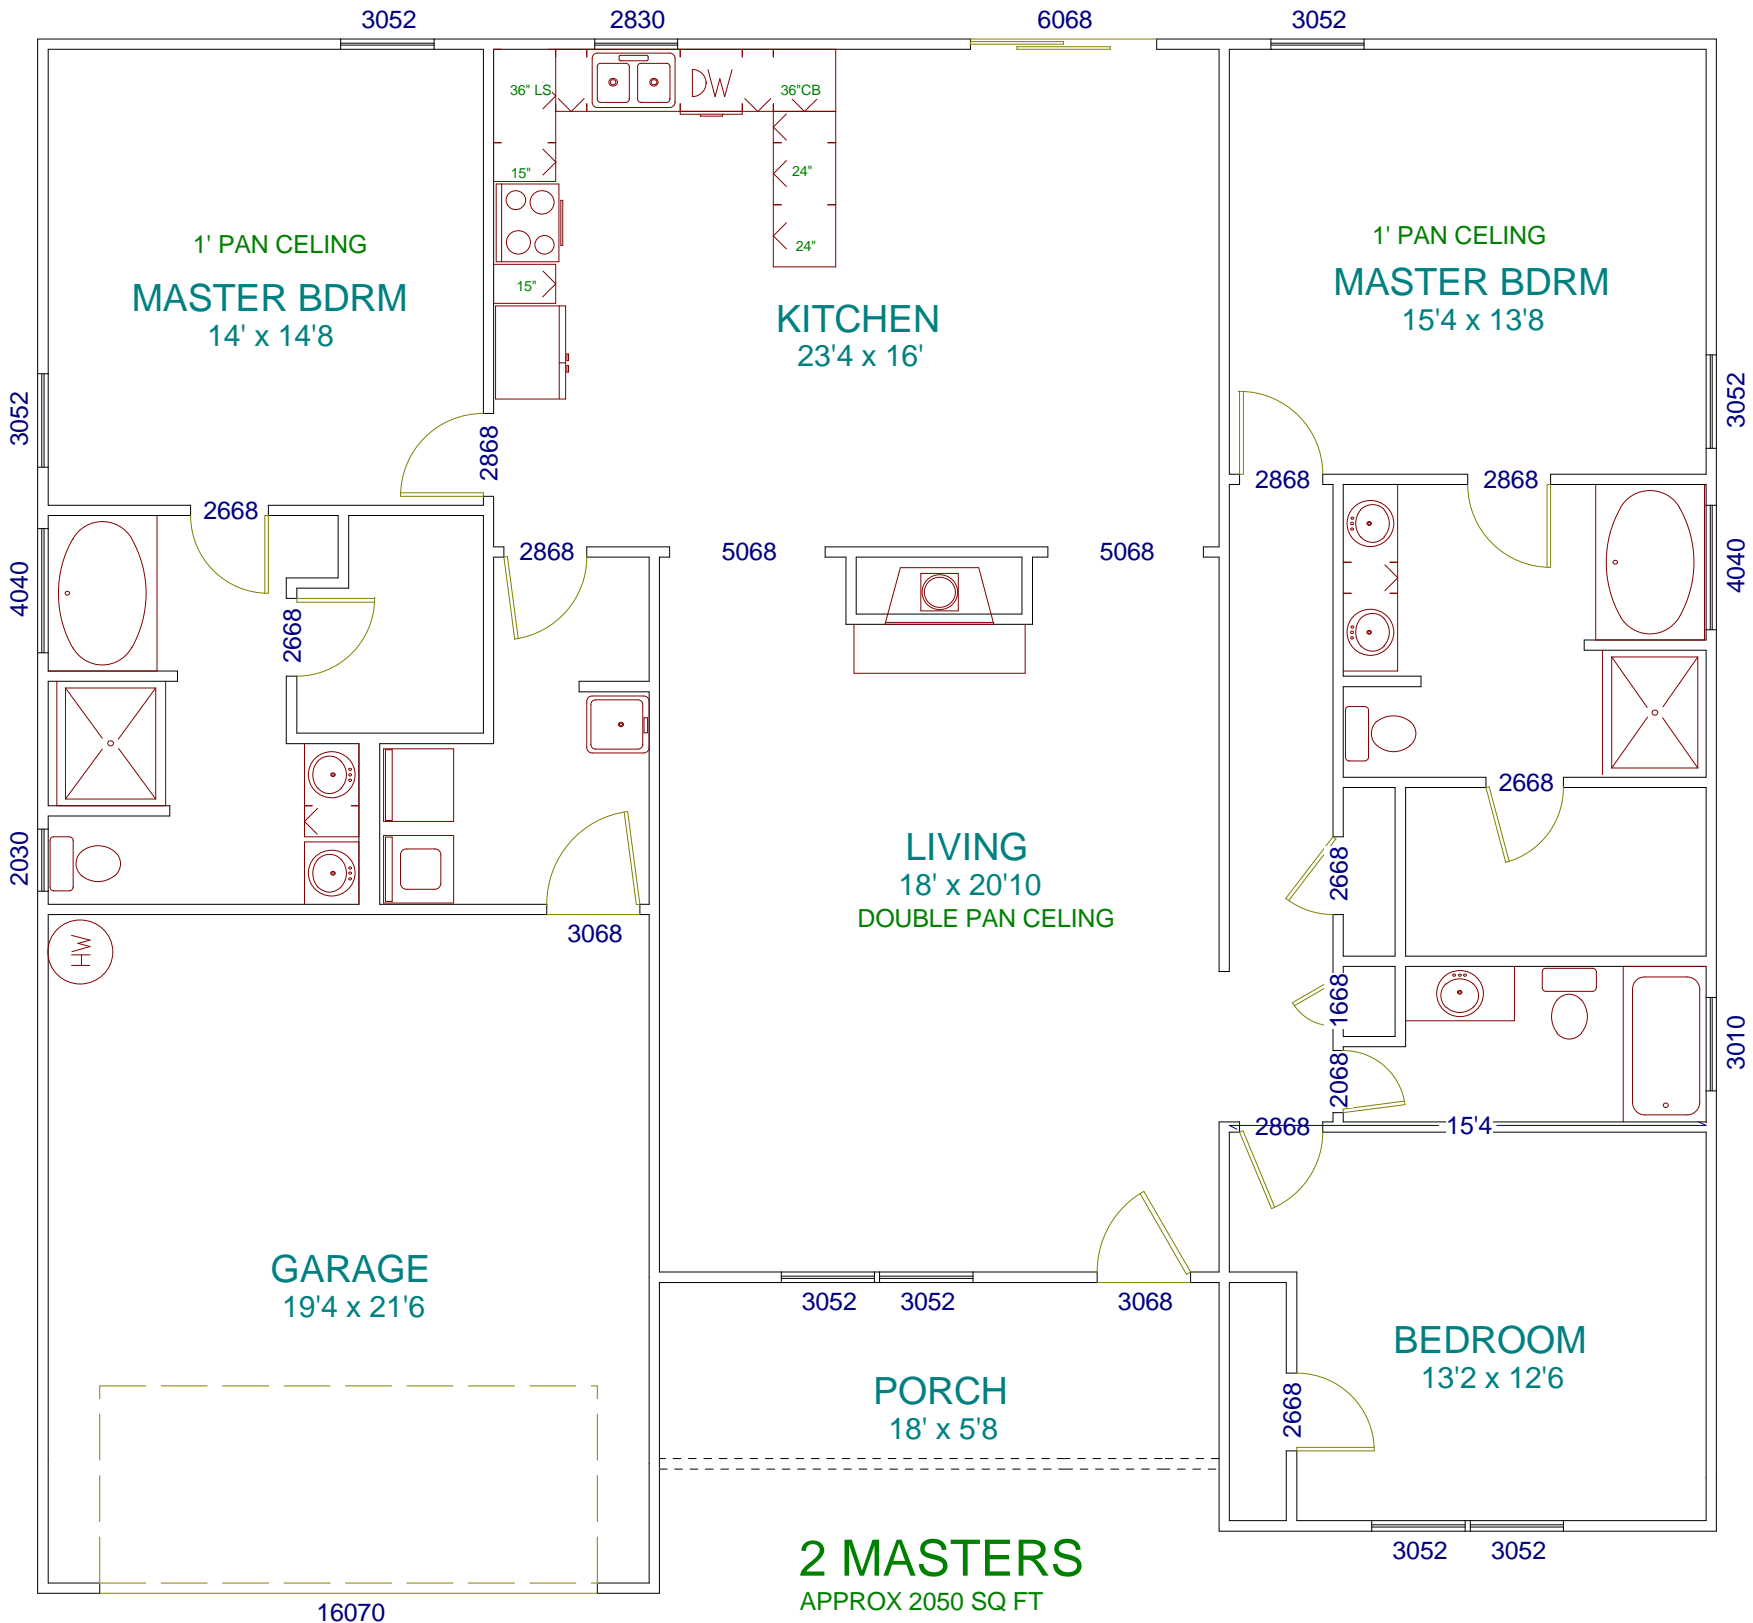 3052
2830
6068
3052
36" LS
DW
36"CB
15"
24"
24"
15"
1' PAN CELING
MASTER BDRM
14' x 14'8
KITCHEN
23'4 x 16'
1' PAN CELING
MASTER BDRM
15'4 x 13'8
3052
3052
2868
2868
2868
2668
2868
5068
5068
4040
2668
4040
2668
2030
LIVING
18' x 20'10
DOUBLE PAN CELING
2668
3068
HW
1668
3010
2068
2868
15'4
GARAGE
19'4 x 21'6
3052
3052
3068
PORCH
18' x 5'8
BEDROOM
13'2 x 12'6
2668
2 MASTERS
APPROX 2050 SQ FT
3052
3052
16070